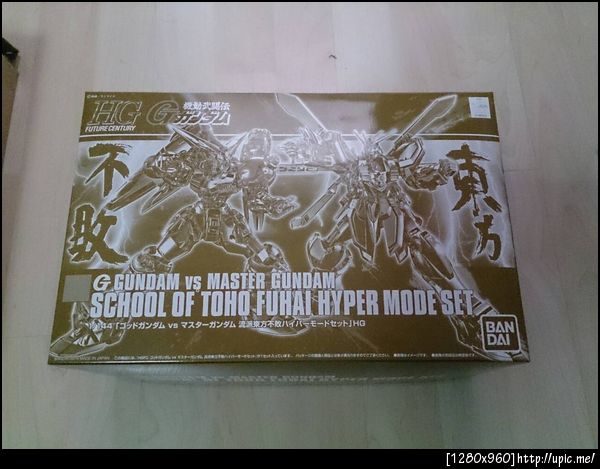 HG
FUTURE CENTURY
機動武闘伝
Gガンダム
不敗
東方
G GUNDAM VS MASTER GUNDAM
SCHOOL OF TOHO FUHAI HYPER MODE SET
1/144「ゴッドガンダム vs マスターガンダム 流派東方不敗ハイパーモードセット」HG
BAN
DAI
[1280x960]http://upic.me/